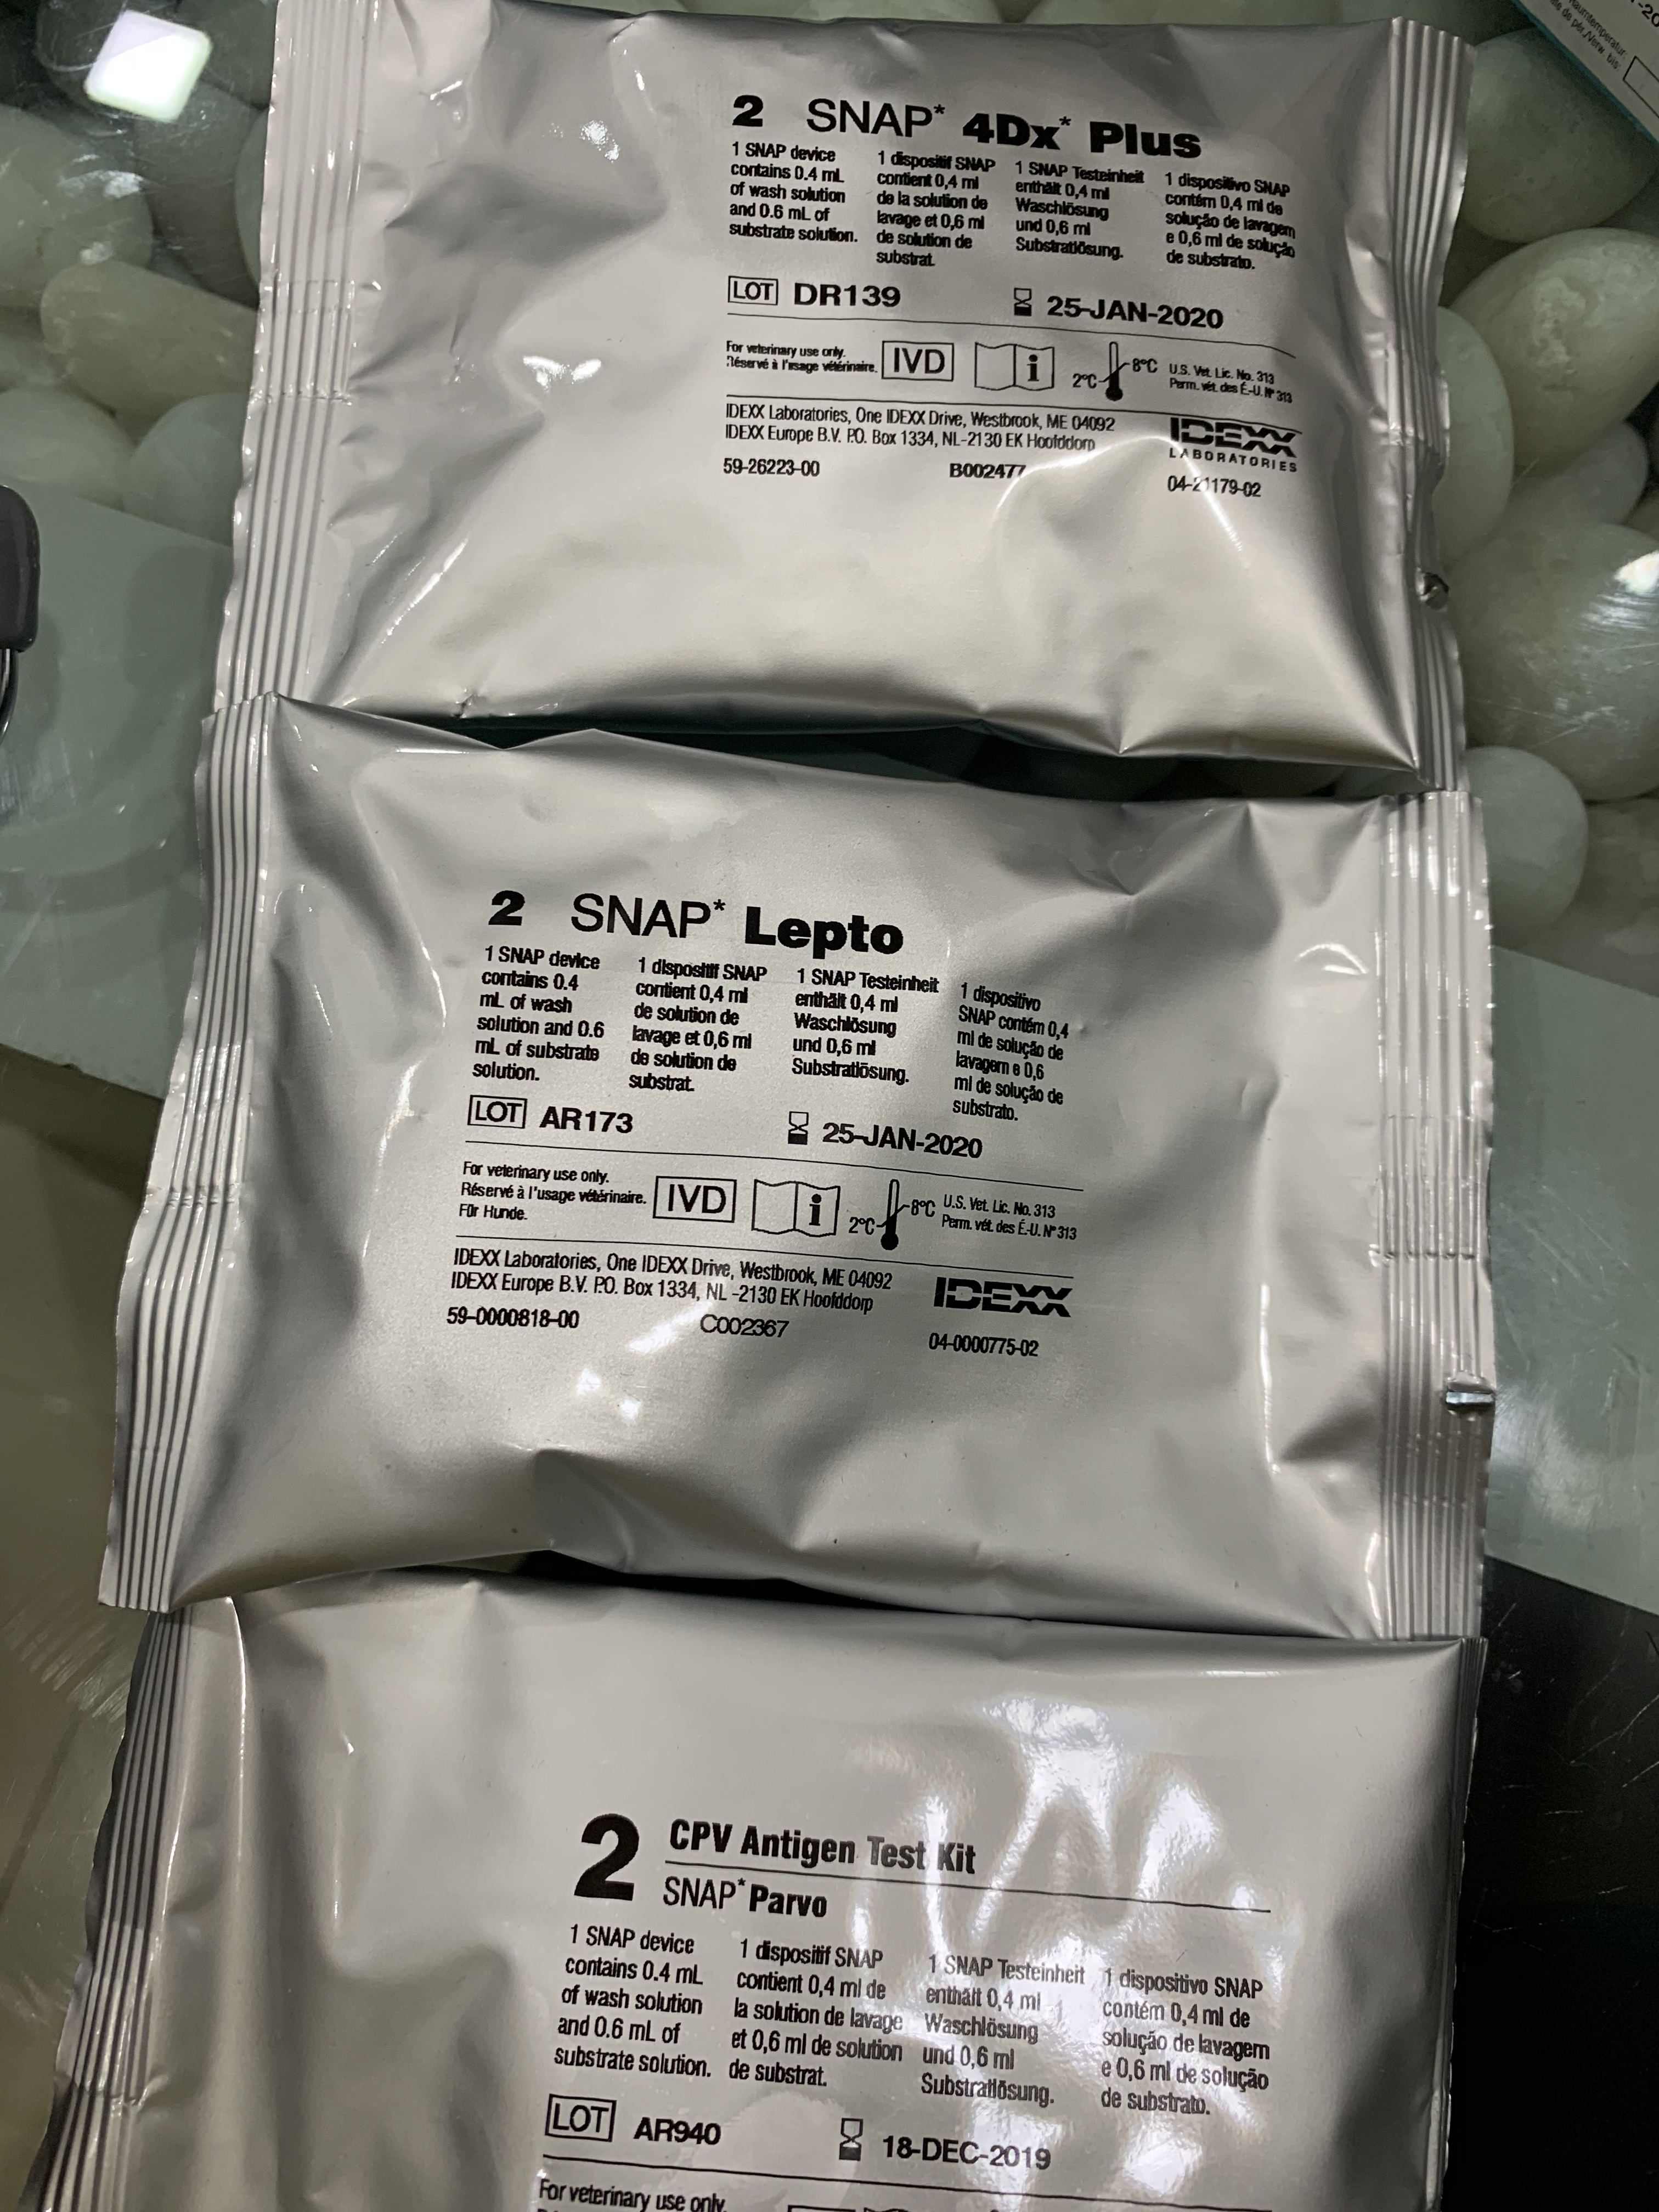 2 SNAP* 4Dx* Plus
1 SNAP device
contains 0.4 mL
of wash solution
and 0.6 mL of
substrate solution.
1 dispositif SNAP
contient 0,4 ml
de la solution de
lavage et 0,6 ml
de solution de
substrat.
1 SNAP Testeinheit
enthält 0,4 ml
Waschlösung
und 0,6 ml
Substratlösung.
1 dispositivo SNAP
contém 0,4 ml de
solução de lavagem
e 0,6 ml de solução
de substrato.
LOT DR139 25-JAN-2020
For veterinary use only.
Réservé à l'usage vétérinaire.
IVD
i
2°C 8°C
U.S. Vet. Lic. No. 313
Perm. vét. des É.-U. Nº 313
IDEXX Laboratories, One IDEXX Drive, Westbrook, ME 04092
IDEXX Europe B.V. P.O. Box 1334, NL-2130 EK Hoofddorp
IDEXX
LABORATORIES
59-26223-00 B002477 04-21179-02
2 SNAP* Lepto
1 SNAP device
contains 0.4
mL of wash
solution and 0.6
mL of substrate
solution.
1 dispositif SNAP
contient 0,4 ml
de solution de
lavage et 0,6 ml
de solution de
substrat.
1 SNAP Testeinheit
enthält 0,4 ml
Waschlösung
und 0,6 ml
Substratlösung.
1 dispositivo
SNAP contém 0,4
ml de solução de
lavagem e 0,6
ml de solução de
substrato.
LOT AR173 25-JAN-2020
For veterinary use only.
Réservé à l'usage vétérinaire.
Für Hunde.
IVD
i
2°C 8°C
U.S. Vet. Lic. No. 313
Perm. vét. des É.-U. Nº 313
IDEXX Laboratories, One IDEXX Drive, Westbrook, ME 04092
IDEXX Europe B.V. P.O. Box 1334, NL -2130 EK Hoofddorp
IDEXX
59-0000818-00 C002367 04-0000775-02
2 CPV Antigen Test Kit
SNAP* Parvo
1 SNAP device
contains 0.4 mL
of wash solution
and 0.6 mL of
substrate solution.
1 dispositif SNAP
contient 0,4 ml de
la solution de lavage
et 0,6 ml de solution
de substrat.
1 SNAP Testeinheit
enthält 0,4 ml
Waschlösung
und 0,6 ml
Substratlösung.
1 dispositivo SNAP
contém 0,4 ml de
solução de lavagem
e 0,6 ml de solução
de substrato.
LOT AR940 18-DEC-2019
For veterinary use only.